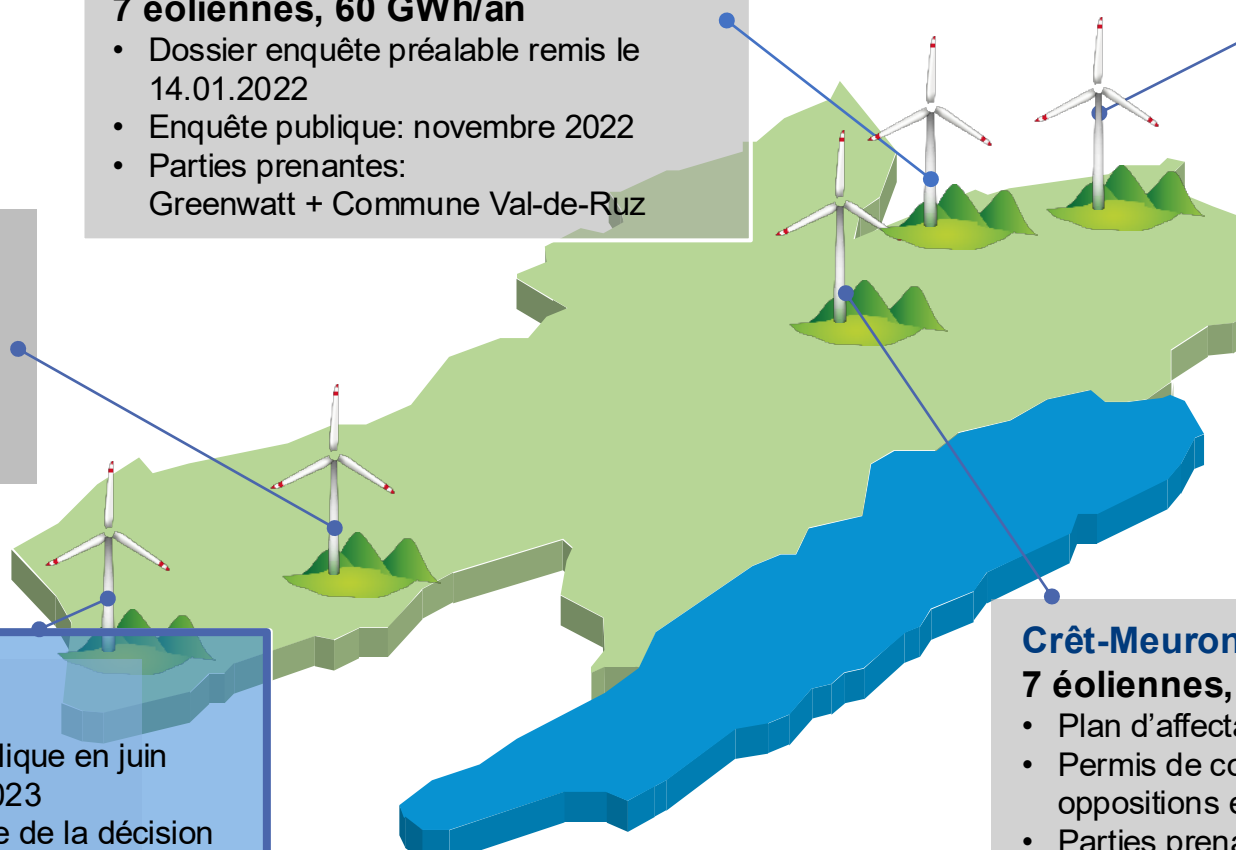 7 éoliennes, 60 GWh/an
• Dossier enquête préalable remis le
14.01.2022
• Enquête publique: novembre 2022
• Parties prenantes:
Greenwatt + Commune Val-de-Ruz
lique en juin
023
e de la décision
Crêt-Meuron
7 éoliennes,
• Plan d’affecta
• Permis de co
oppositions e
• Parties prena